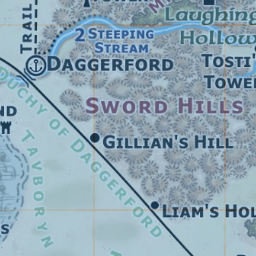 Laughing
Hollow
TRAIL
2 STEEPING
STREAM
DAGGERFORD
TOSTI'S
TOWER
SWORD HILLS
DUCHY OF DAGGERFORD
TAVBORYN
GILLIAN'S HILL
LIAM'S HOL